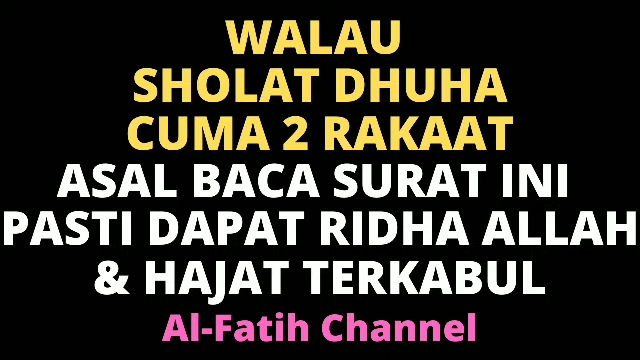 WALAU
SHOLAT DHUHA
CUMA 2 RAKAAT
ASAL BACA SURAT INI
PASTI DAPAT RIDHA ALLAH
& HAJAT TERKABUL
Al-Fatih Channel